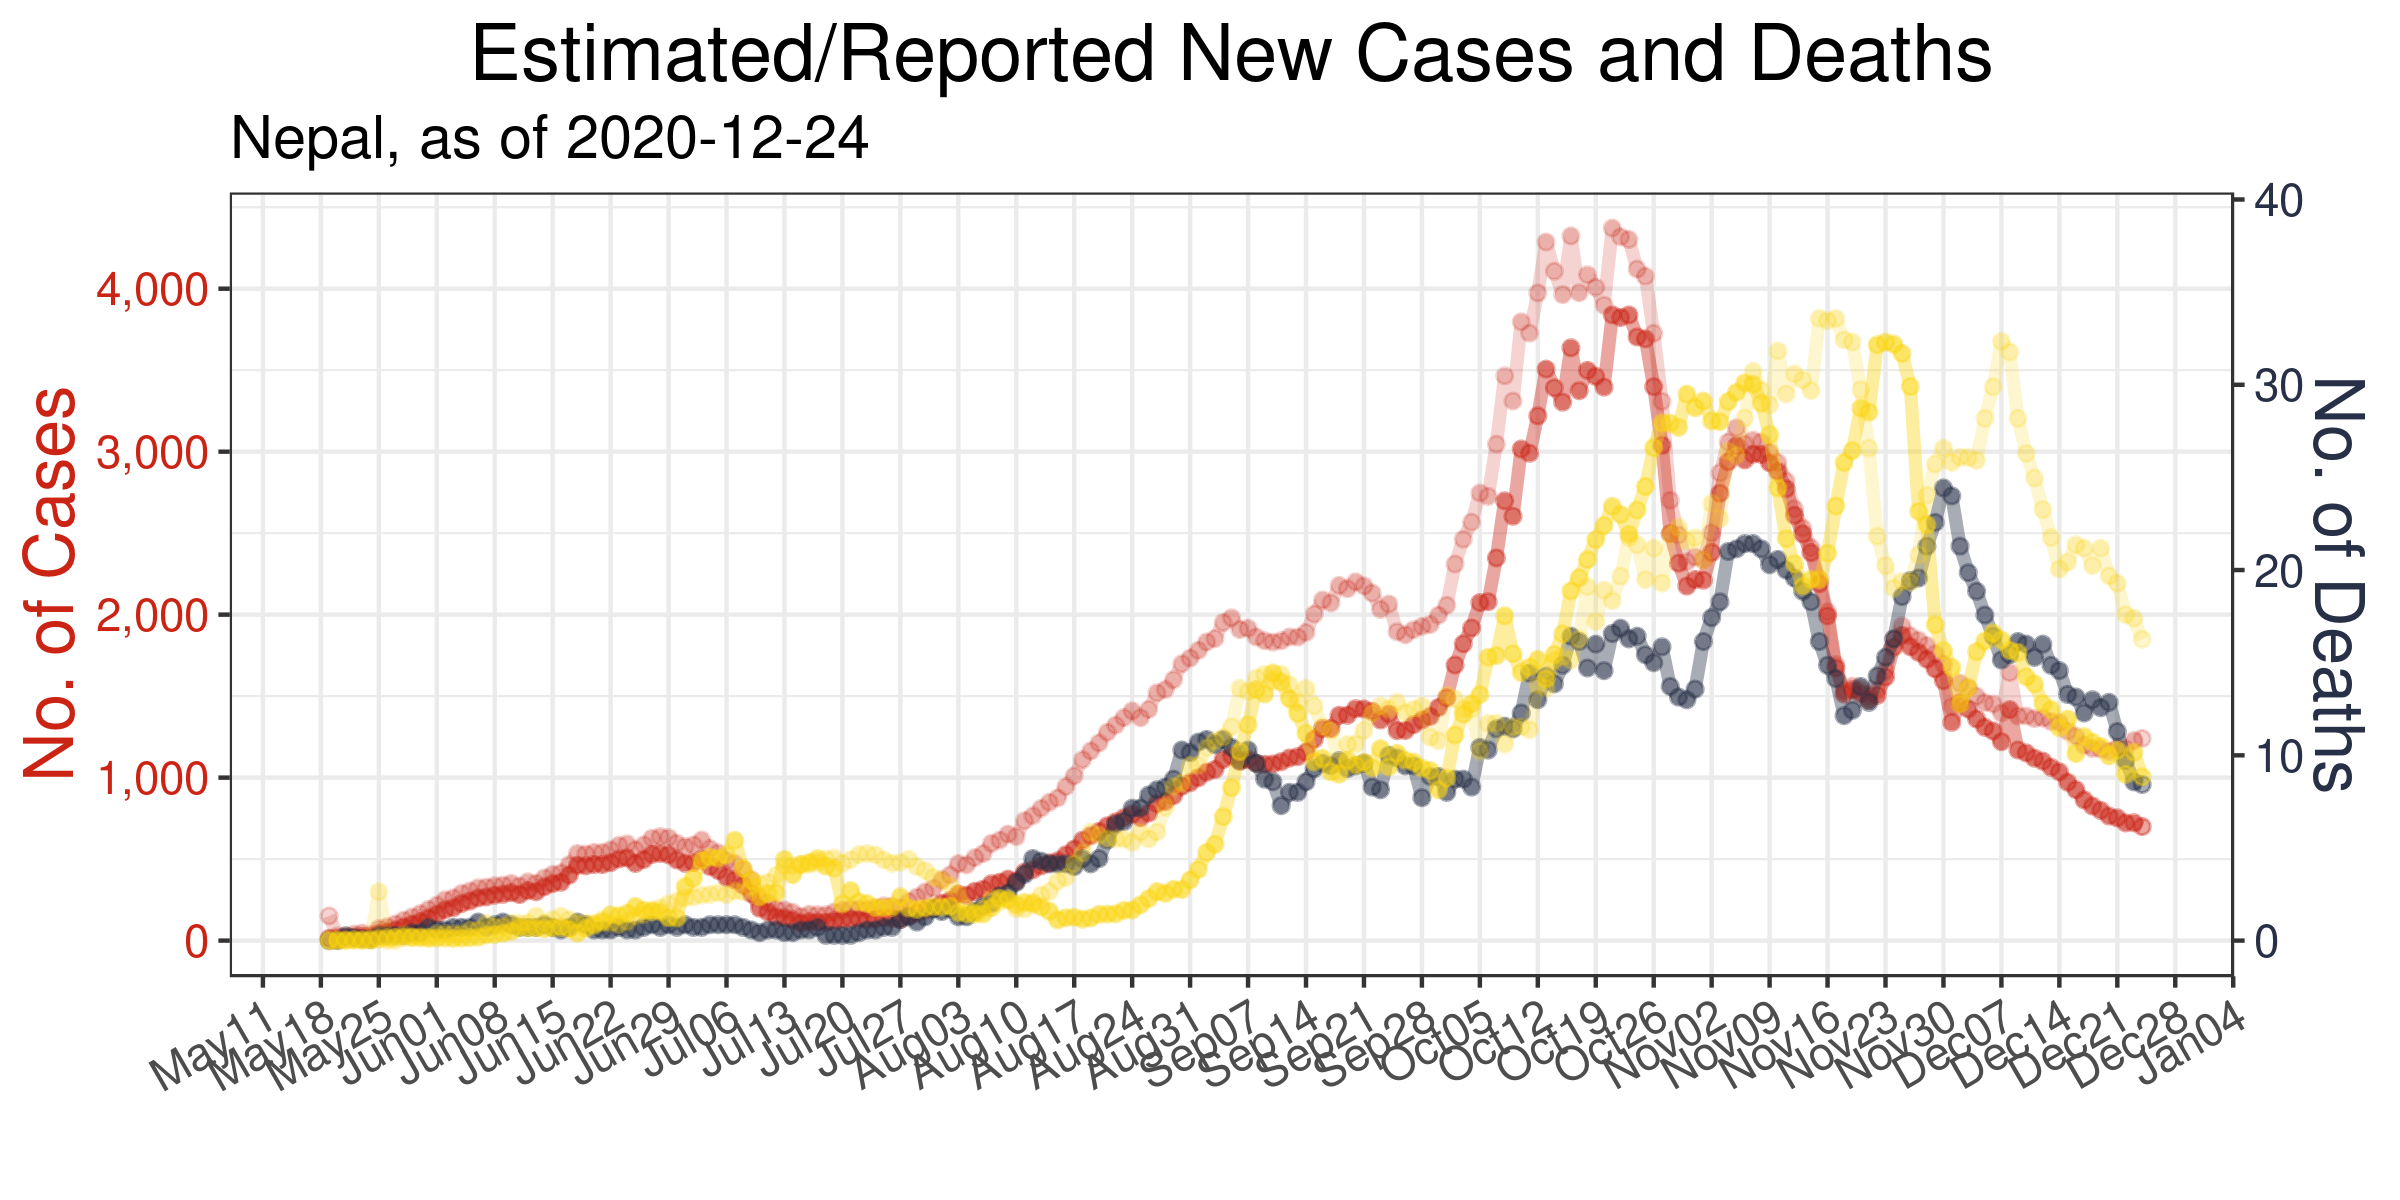 Estimated/Reported New Cases and Deaths
Nepal, as of 2020-12-24
No. of Cases
4,000
3,000
2,000
1,000
0
40
30
20
10
0
No. of Deaths
May11
May18
May25
Jun01
Jun08
Jun15
Jun22
Jun29
Jul06
Jul13
Jul20
Jul27
Aug03
Aug10
Aug17
Aug24
Aug31
Sep07
Sep14
Sep21
Sep28
Oct05
Oct12
Oct19
Oct26
Nov02
Nov09
Nov16
Nov23
Nov30
Dec07
Dec14
Dec21
Dec28
Jan04